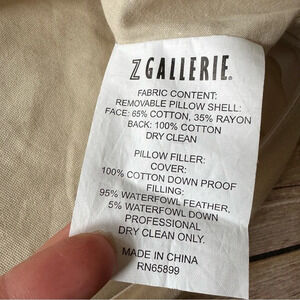 Z GALLERIE.
FABRIC CONTENT:
REMOVABLE PILLOW SHELL:
FACE: 65% COTTON, 35% RAYON
BACK: 100% COTTON
DRY CLEAN
PILLOW FILLER:
COVER:
100% COTTON DOWN PROOF
FILLING:
95% WATERFOWL FEATHER,
5% WATERFOWL DOWN
PROFESSIONAL
DRY CLEAN ONLY.
MADE IN CHINA
RN65899